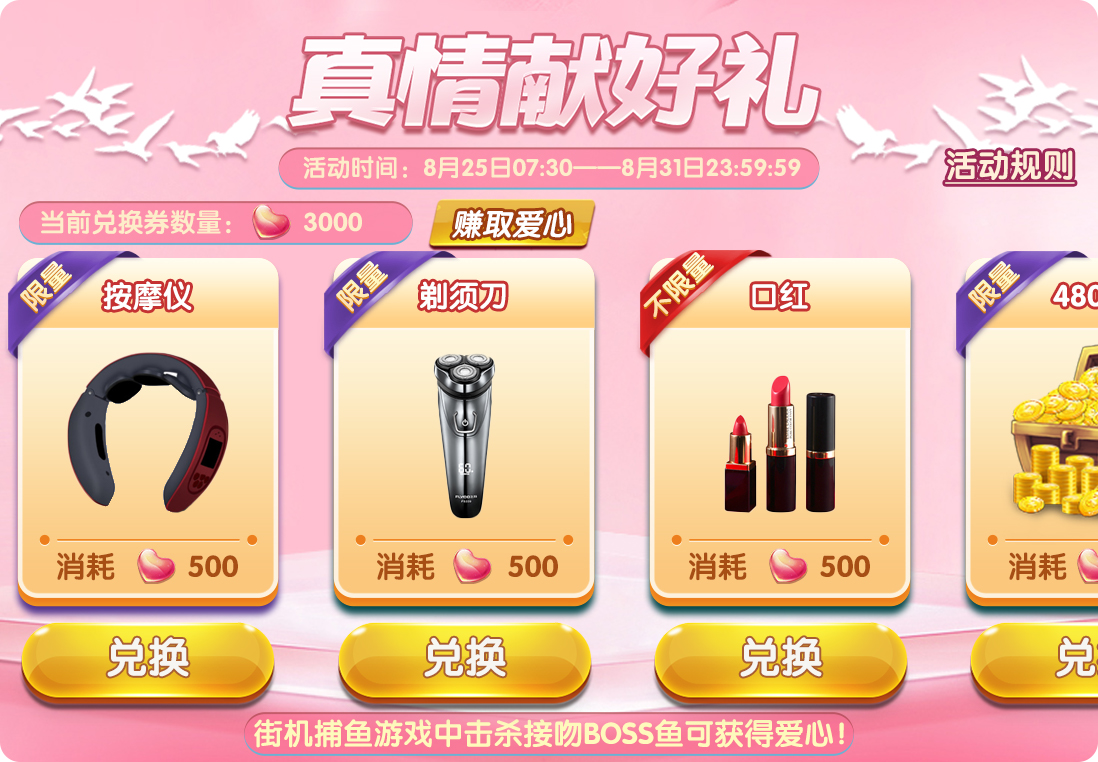 真情献好礼
活动时间：8月25日07:30——8月31日23:59:59
活动规则
当前兑换券数量： 3000
赚取爱心
限量
按摩仪
消耗 500
兑换
限量
剃须刀
消耗 500
兑换
不限量
口红
消耗 500
兑换
限量
480
消耗
兑
街机捕鱼游戏中击杀接吻BOSS鱼可获得爱心！